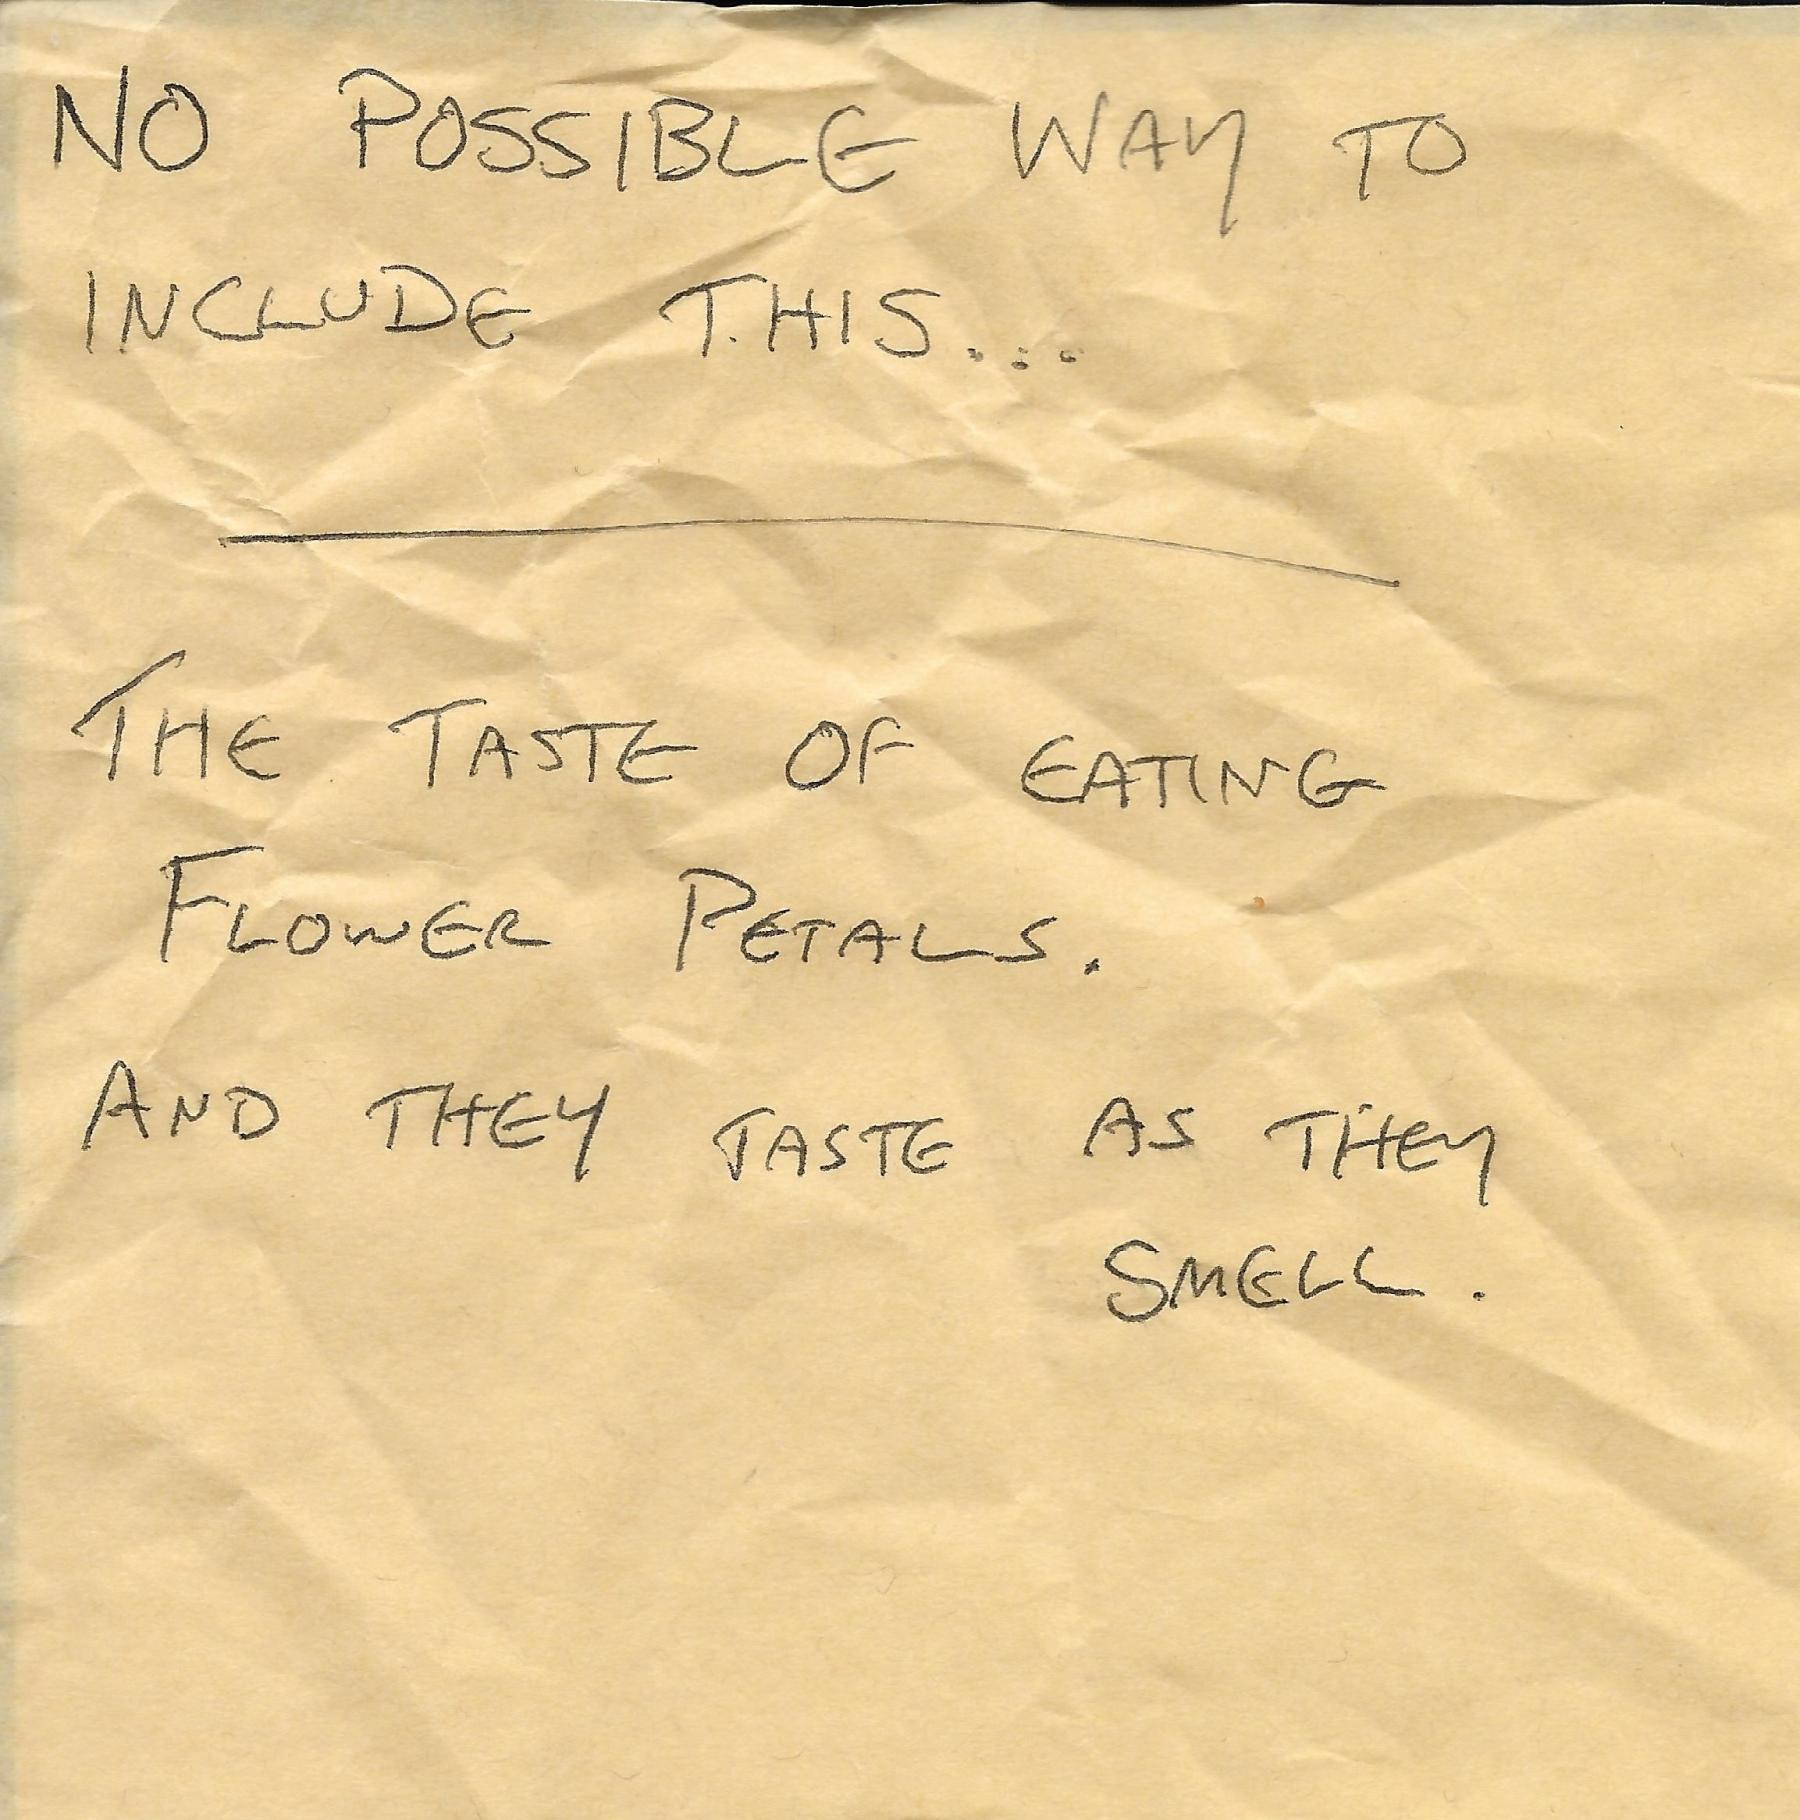 NO POSSIBLE WAY TO
INCLUDE THIS...
THE TASTE OF EATING
FLOWER PETALS.
AND THEY TASTE AS THEY
SMELL.